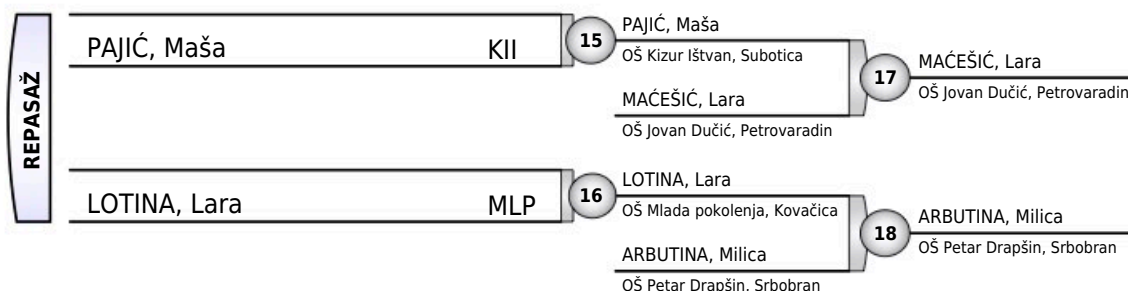 REPASAŽ
PAJIĆ, Maša KII
15
PAJIĆ, Maša
OŠ Kizur Ištvan, Subotica
MAĆEŠIĆ, Lara
OŠ Jovan Dučić, Petrovaradin
17
MAĆEŠIĆ, Lara
OŠ Jovan Dučić, Petrovaradin
LOTINA, Lara MLP
16
LOTINA, Lara
OŠ Mlada pokolenja, Kovačica
ARBUTINA, Milica
OŠ Petar Drapšin, Srbobran
18
ARBUTINA, Milica
OŠ Petar Drapšin, Srbobran